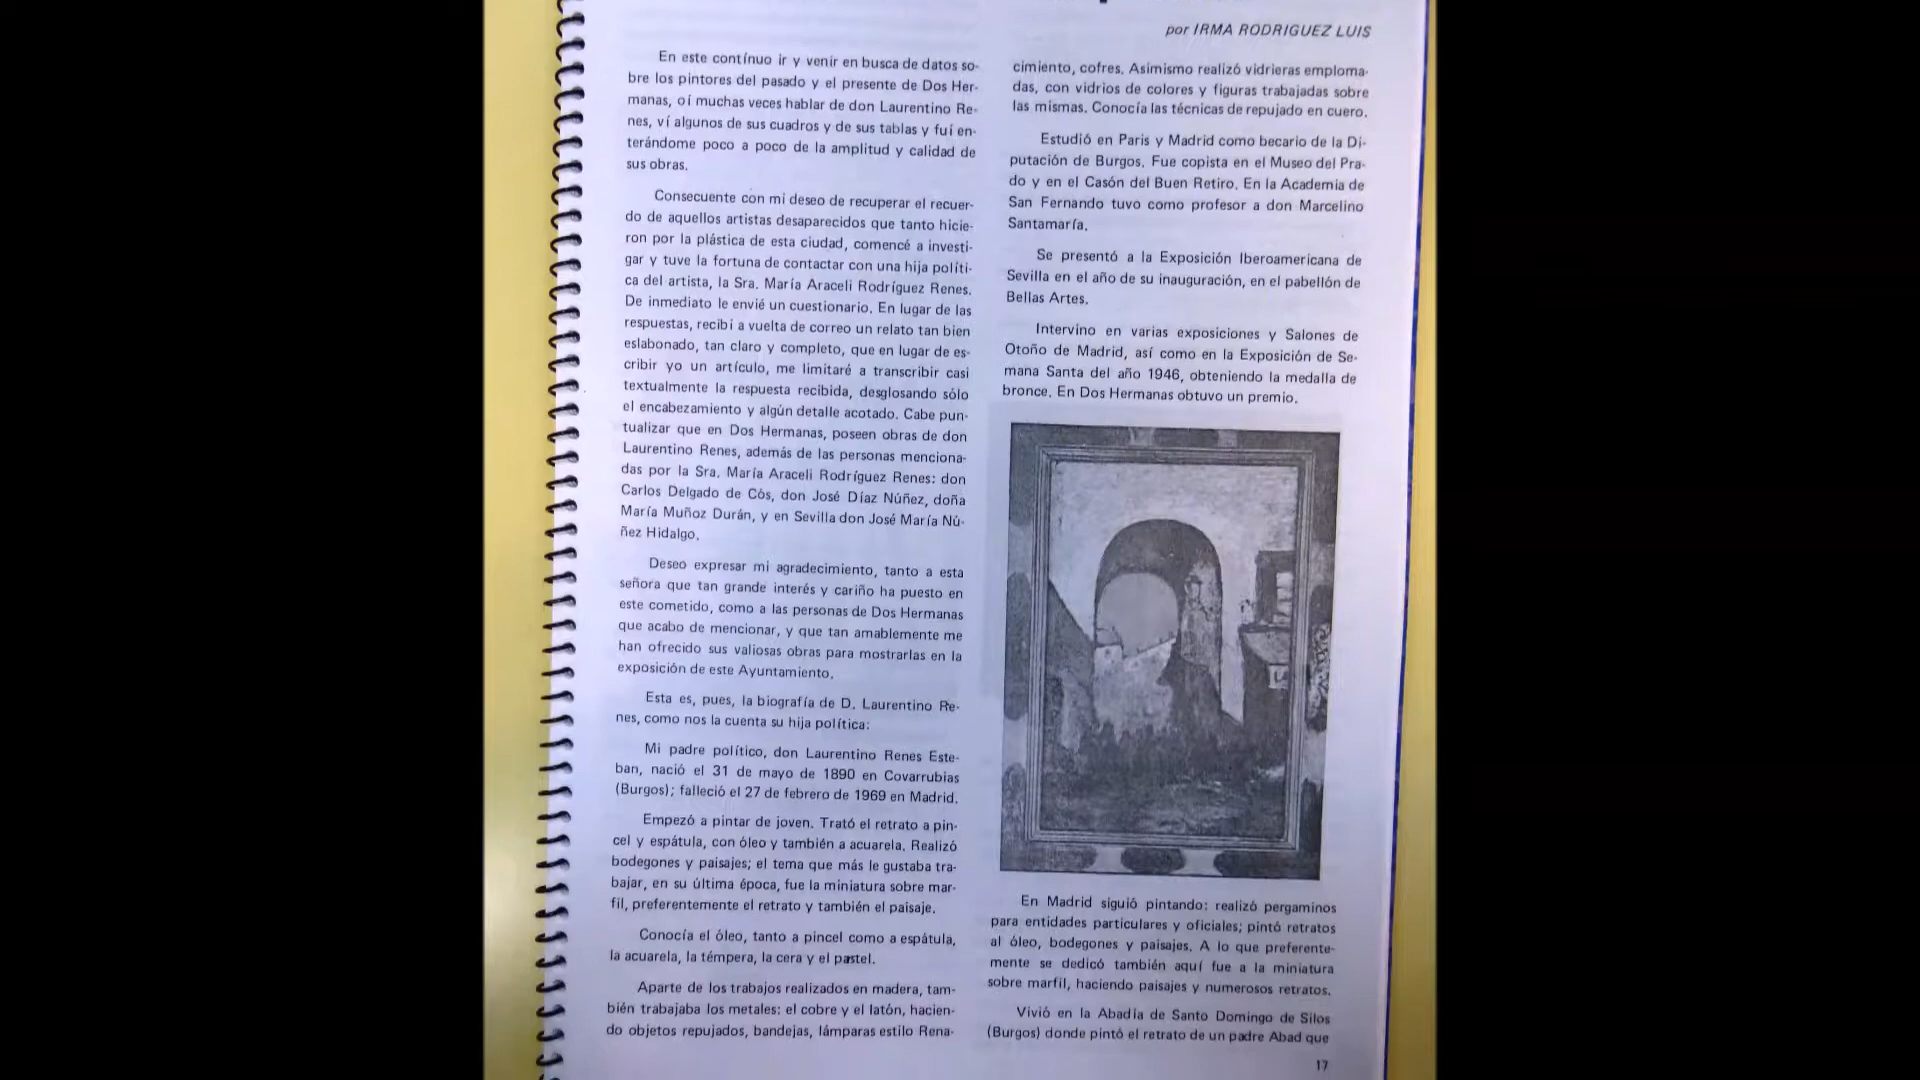 por IRMA RODRIGUEZ LUIS
En este contínuo ir y venir en busca de datos so-
bre los pintores del pasado y el presente de Dos Her-
manas, oí muchas veces hablar de don Laurentino Re-
nes, ví algunos de sus cuadros y de sus tablas y fuí en-
terándome poco a poco de la amplitud y calidad de
sus obras.
Consecuente con mi deseo de recuperar el recuer-
do de aquellos artistas desaparecidos que tanto hicie-
ron por la plástica de esta ciudad, comencé a investi-
gar y tuve la fortuna de contactar con una hija políti-
ca del artista, la Sra. María Araceli Rodríguez Renes.
De inmediato le envié un cuestionario. En lugar de las
respuestas, recibí a vuelta de correo un relato tan bien
eslabonado, tan claro y completo, que en lugar de es-
cribir yo un artículo, me limitaré a transcribir casi
textualmente la respuesta recibida, desglosando sólo
el encabezamiento y algún detalle acotado. Cabe pun-
tualizar que en Dos Hermanas, poseen obras de don
Laurentino Renes, además de las personas menciona-
das por la Sra. María Araceli Rodríguez Renes: don
Carlos Delgado de Cós, don José Díaz Núñez, doña
María Muñoz Durán, y en Sevilla don José María Nú-
ñez Hidalgo.
Deseo expresar mi agradecimiento, tanto a esta
señora que tan grande interés y cariño ha puesto en
este cometido, como a las personas de Dos Hermanas
que acabo de mencionar, y que tan amablemente me
han ofrecido sus valiosas obras para mostrarlas en la
exposición de este Ayuntamiento.
Esta es, pues, la biografía de D. Laurentino Re-
nes, como nos la cuenta su hija política:
Mi padre político, don Laurentino Renes Este-
ban, nació el 31 de mayo de 1890 en Covarrubias
(Burgos); falleció el 27 de febrero de 1969 en Madrid.
Empezó a pintar de joven. Trató el retrato a pin-
cel y espátula, con óleo y también a acuarela. Realizó
bodegones y paisajes; el tema que más le gustaba tra-
bajar, en su última época, fue la miniatura sobre mar-
fil, preferentemente el retrato y también el paisaje.
Conocía el óleo, tanto a pincel como a espátula,
la acuarela, la témpera, la cera y el pastel.
Aparte de los trabajos realizados en madera, tam-
bién trabajaba los metales: el cobre y el latón, hacien-
do objetos repujados, bandejas, lámparas estilo Rena-
cimiento, cofres. Asimismo realizó vidrieras emploma-
das, con vidrios de colores y figuras trabajadas sobre
las mismas. Conocía las técnicas de repujado en cuero.
Estudió en Paris y Madrid como becario de la Di-
putación de Burgos. Fue copista en el Museo del Pra-
do y en el Casón del Buen Retiro. En la Academia de
San Fernando tuvo como profesor a don Marcelino
Santamaría.
Se presentó a la Exposición Iberoamericana de
Sevilla en el año de su inauguración, en el pabellón de
Bellas Artes.
Intervino en varias exposiciones y Salones de
Otoño de Madrid, así como en la Exposición de Se-
mana Santa del año 1946, obteniendo la medalla de
bronce. En Dos Hermanas obtuvo un premio.
En Madrid siguió pintando: realizó pergaminos
para entidades particulares y oficiales; pintó retratos
al óleo, bodegones y paisajes. A lo que preferente-
mente se dedicó también aquí fue a la miniatura
sobre marfil, haciendo paisajes y numerosos retratos.
Vivió en la Abadía de Santo Domingo de Silos
(Burgos) donde pintó el retrato de un padre Abad que
17